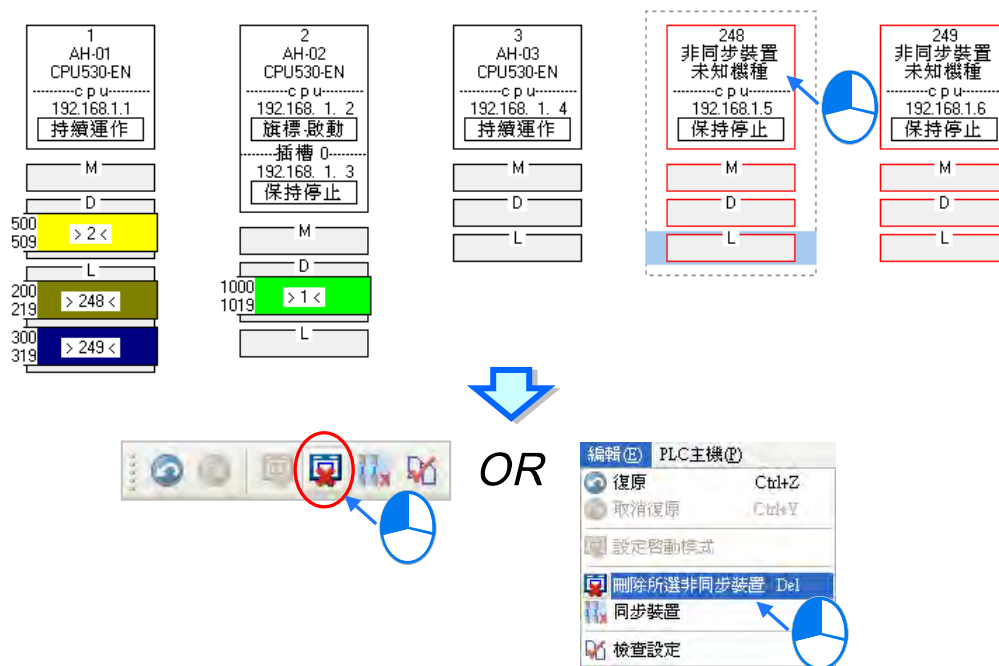 1
AH-01
CPU530-EN
cpu
192.168.1.1
持續運作
M
D
500
509
> 2 <
L
200
219
> 248 <
300
319
> 249 <
2
AH-02
CPU530-EN
cpu
192.168. 1. 2
旗標-啟動
插槽 0
192.168. 1. 3
保持停止
M
D
1000
1019
> 1 <
L
3
AH-03
CPU530-EN
cpu
192.168. 1. 4
持續運作
M
D
L
248
非同步裝置
未知機種
cpu
192.168.1.5
保持停止
M
D
L
249
非同步裝置
未知機種
cpu
192.168.1.6
保持停止
M
D
L
OR
編輯(E) PLC主機(P)
復原 Ctrl+Z
取消復原 Ctrl+Y
設定啟動模式
刪除所選非同步裝置 Del
同步裝置
檢查設定